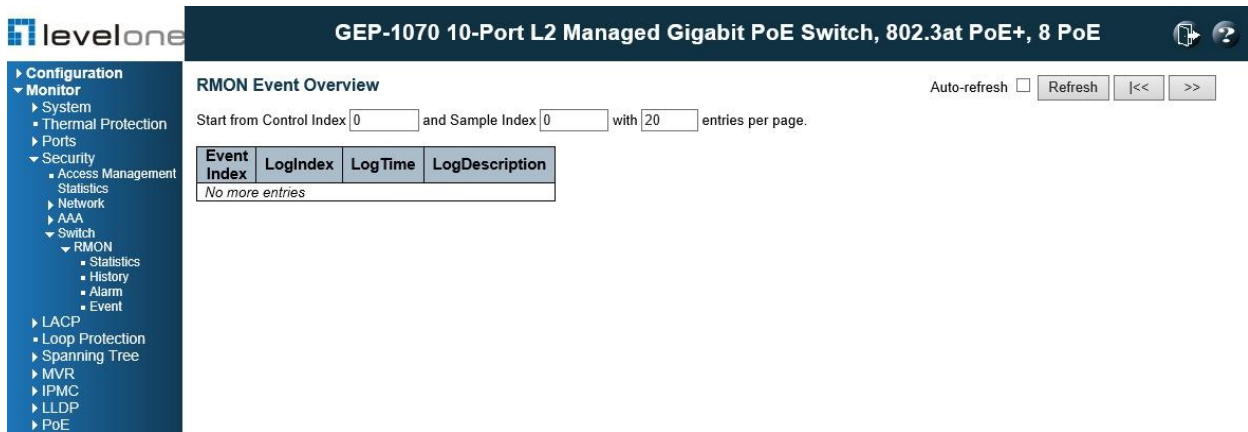 levelone
GEP-1070 10-Port L2 Managed Gigabit PoE Switch, 802.3at PoE+, 8 PoE
?
Configuration
Monitor
System
Thermal Protection
Ports
Security
Access Management
Statistics
Network
AAA
Switch
RMON
Statistics
History
Alarm
Event
LACP
Loop Protection
Spanning Tree
MVR
IPMC
LLDP
PoE
RMON Event Overview
Auto-refresh Refresh |<< >>
Start from Control Index 0 and Sample Index 0 with 20 entries per page.
Event Index LogIndex LogTime LogDescription
No more entries